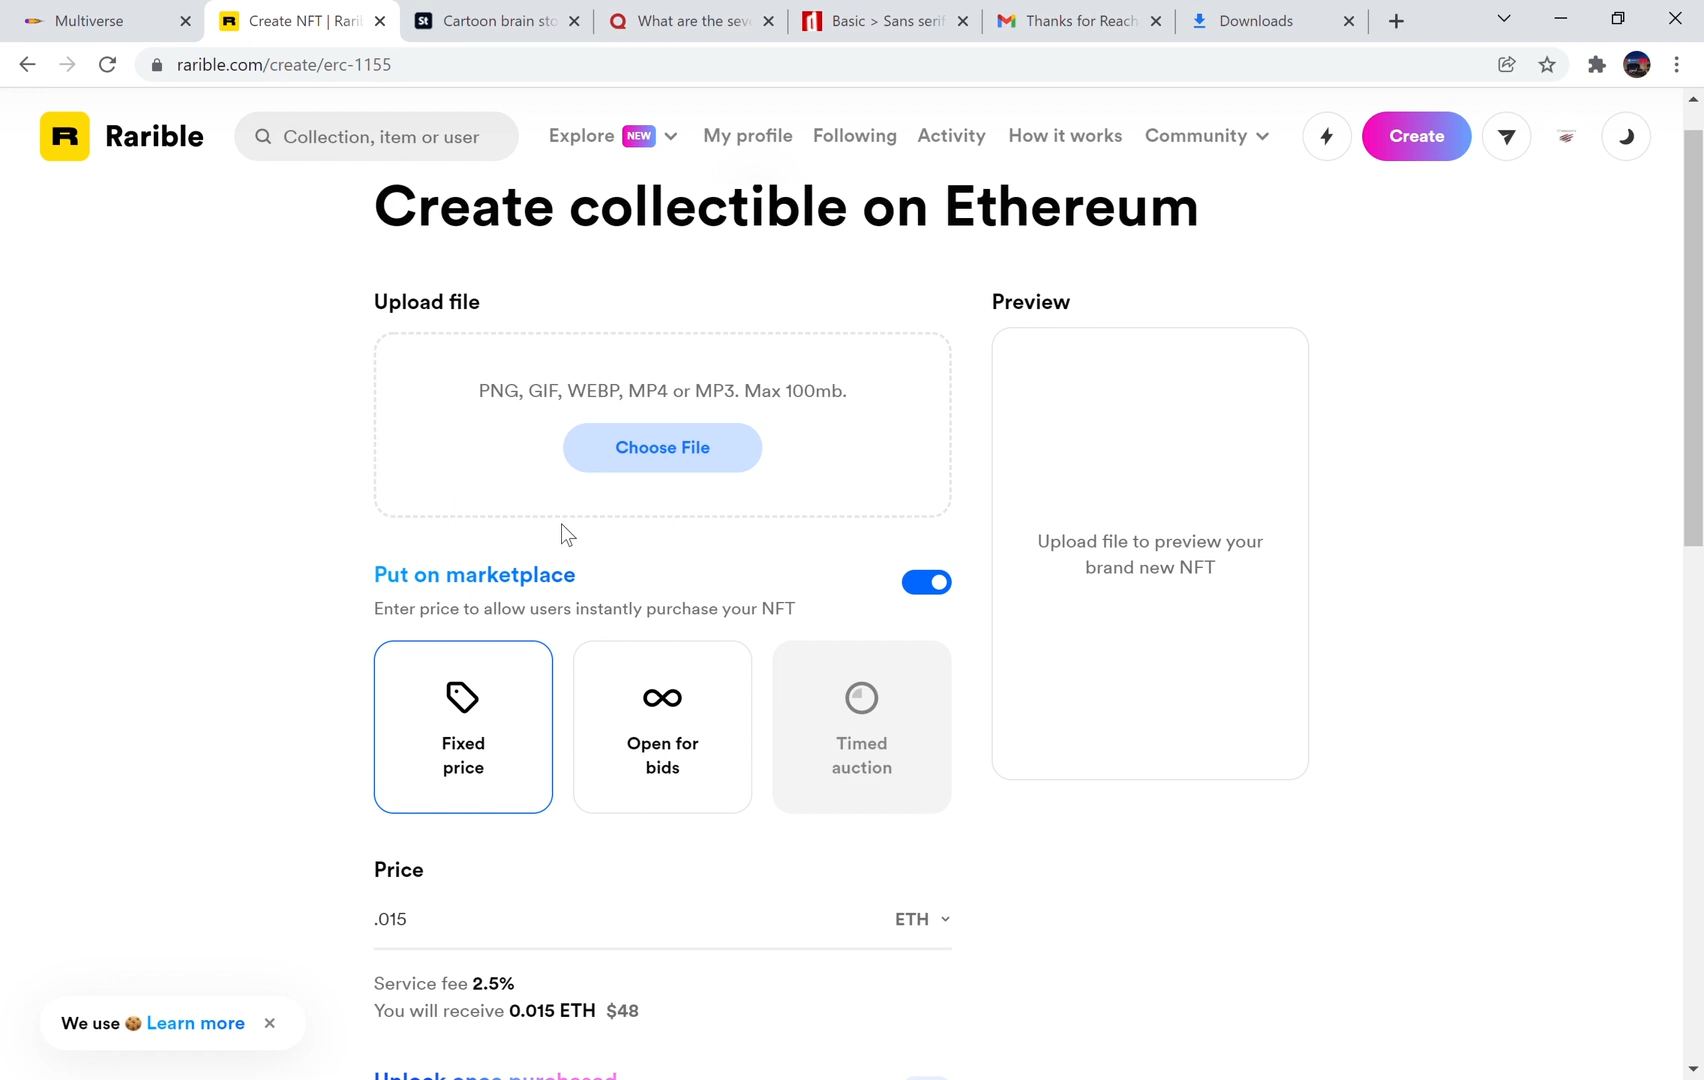 Multiverse
Create NFT | Rari
Cartoon brain sto
What are the seve
Basic > Sans serif
Thanks for Reach
Downloads
rarible.com/create/erc-1155
R Rarible
Collection, item or user
Explore NEW
My profile
Following
Activity
How it works
Community
Create
Create collectible on Ethereum
Upload file
Preview
PNG, GIF, WEBP, MP4 or MP3. Max 100mb.
Choose File
Upload file to preview your
brand new NFT
Put on marketplace
Enter price to allow users instantly purchase your NFT
Fixed
price
Open for
bids
Timed
auction
Price
.015
ETH
Service fee 2.5%
You will receive 0.015 ETH $48
We use 🍪 Learn more
Unlock once purchased